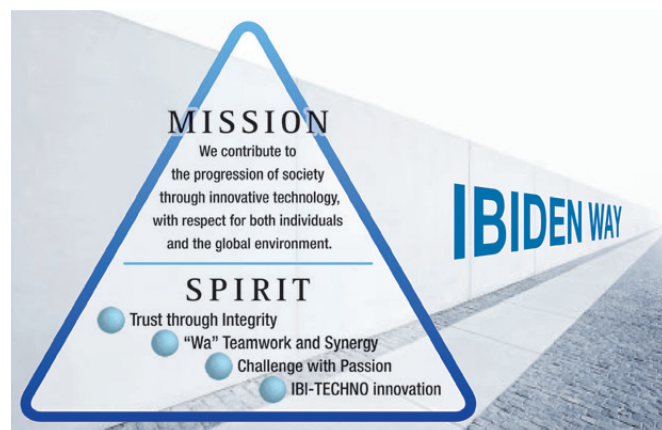 MISSION
We contribute to
the progression of society
through innovative technology,
with respect for both individuals
and the global environment.
SPIRIT
Trust through Integrity
“Wa” Teamwork and Synergy
Challenge with Passion
IBI-TECHNO innovation
IBIDEN WAY